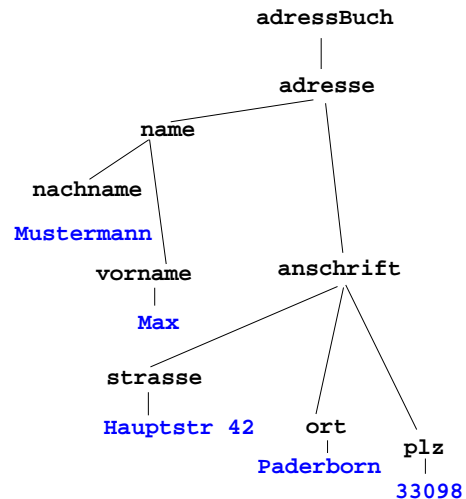 adressBuch
adresse
name
nachname
Mustermann
vorname
Max
anschrift
strasse
Hauptstr 42
ort
Paderborn
plz
33098